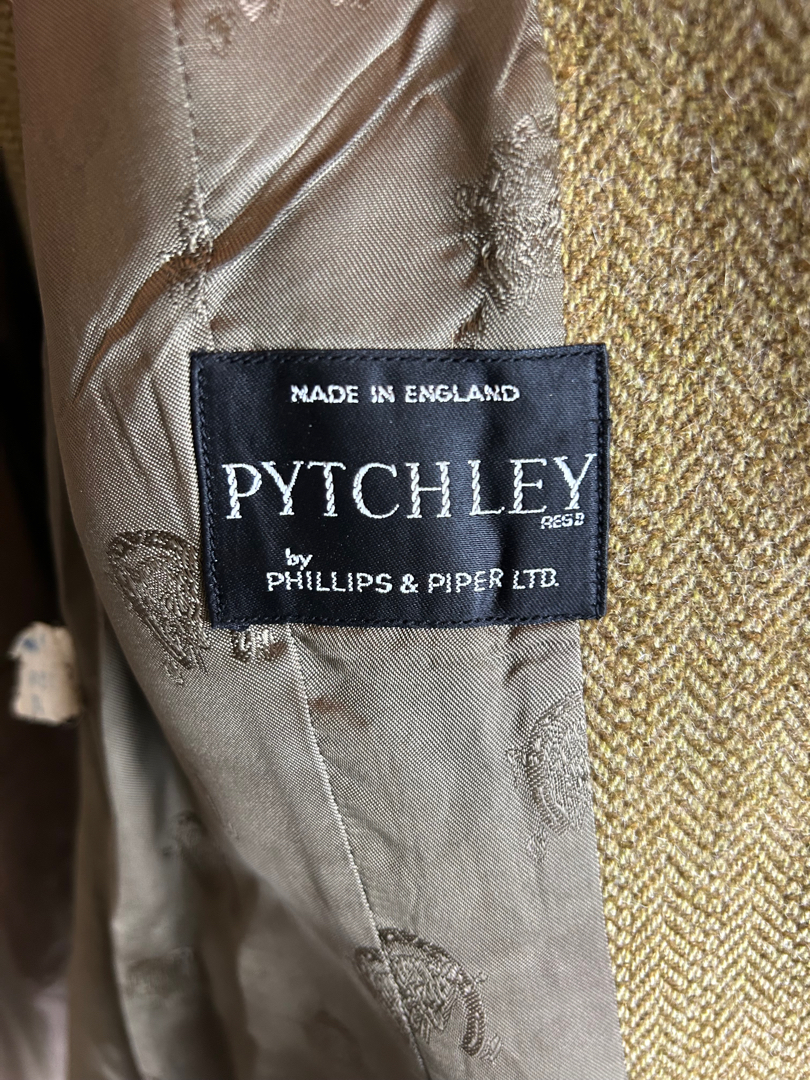 MADE IN ENGLAND
PYTCHLEY
REGD
by
PHILLIPS & PIPER LTD.